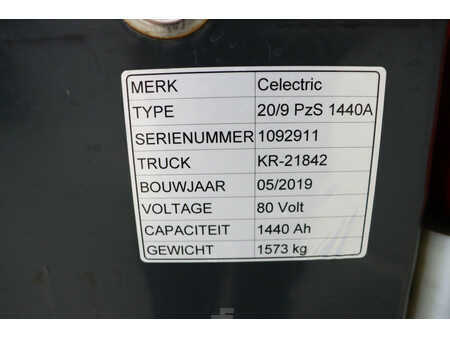 MERK Celectric
TYPE 20/9 PzS 1440A
SERIENUMMER 1092911
TRUCK KR-21842
BOUWJAAR 05/2019
VOLTAGE 80 Volt
CAPACITEIT 1440 Ah
GEWICHT 1573 kg